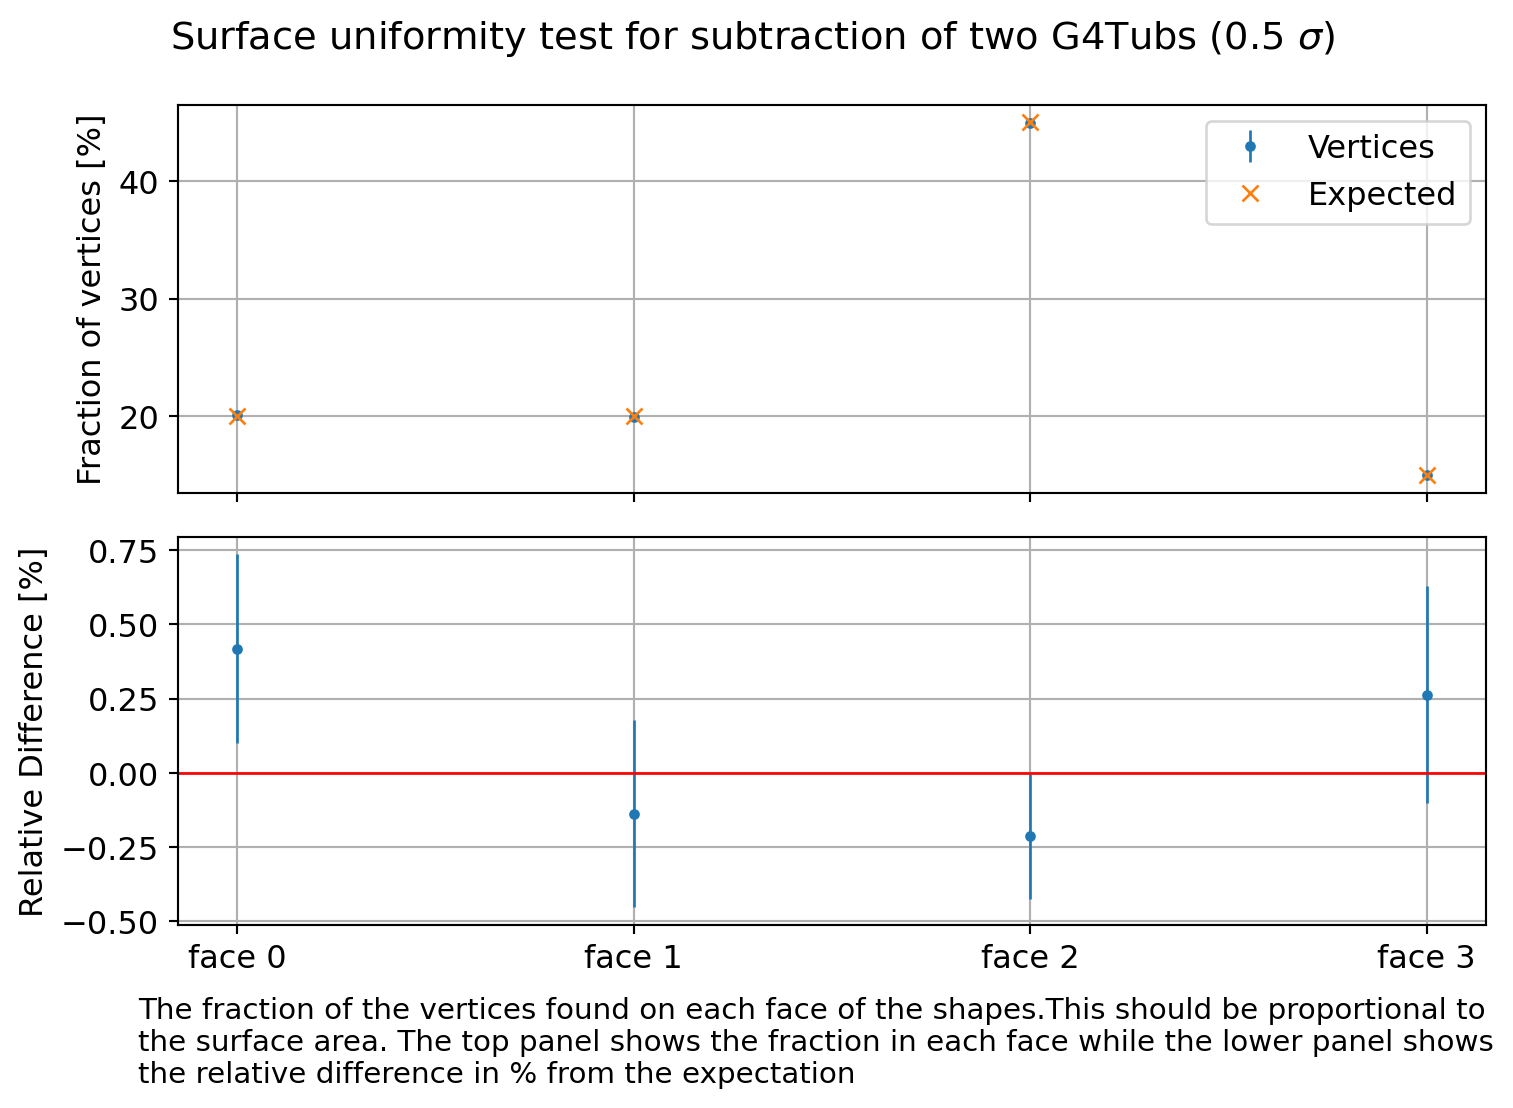 Surface uniformity test for subtraction of two G4Tubs (0.5 σ)
Fraction of vertices [%]
40
30
20
Vertices
Expected
Relative Difference [%]
0.75
0.50
0.25
0.00
−0.25
−0.50
face 0
face 1
face 2
face 3
The fraction of the vertices found on each face of the shapes.This should be proportional to
the surface area. The top panel shows the fraction in each face while the lower panel shows
the relative difference in % from the expectation